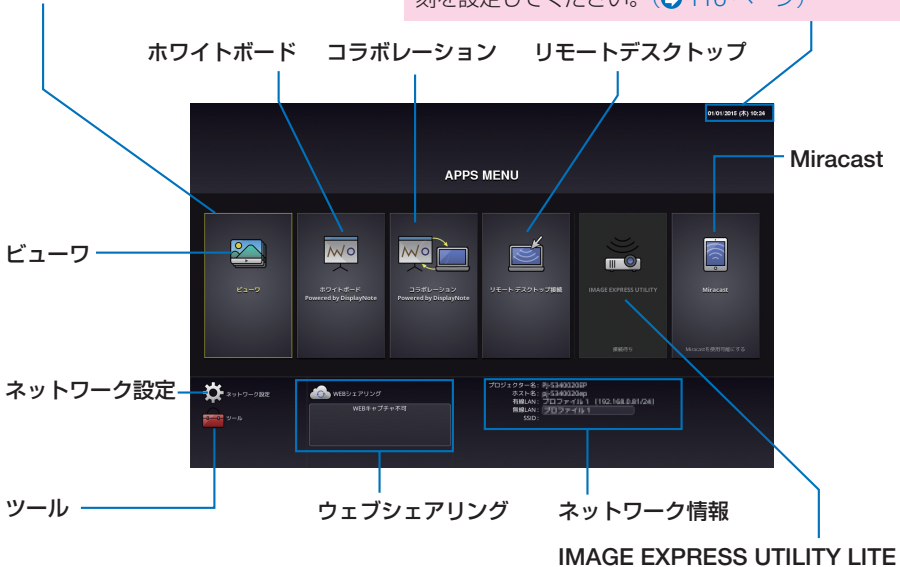 刻を設定してください。（ 116 ページ）
ホワイトボード
コラボレーション
リモートデスクトップ
01/01/2015 (木) 10:24
Miracast
APPS MENU
ビューワ
ビューワ
ホワイトボード
Powered by DisplayNote
コラボレーション
Powered by DisplayNote
リモートデスクトップ接続
IMAGE EXPRESS UTILITY
接続待ち
Miracast
Miracastを使用可能にする
ネットワーク設定
ネットワーク設定
ツール
WEBシェアリング
WEBキャプチャ不可
プロジェクター名:
ホスト名:
有線LAN: プロファイル 1 (192.168.0.81/24)
無線LAN: プロファイル 1
SSID:
ツール
ウェブシェアリング
ネットワーク情報
IMAGE EXPRESS UTILITY LITE